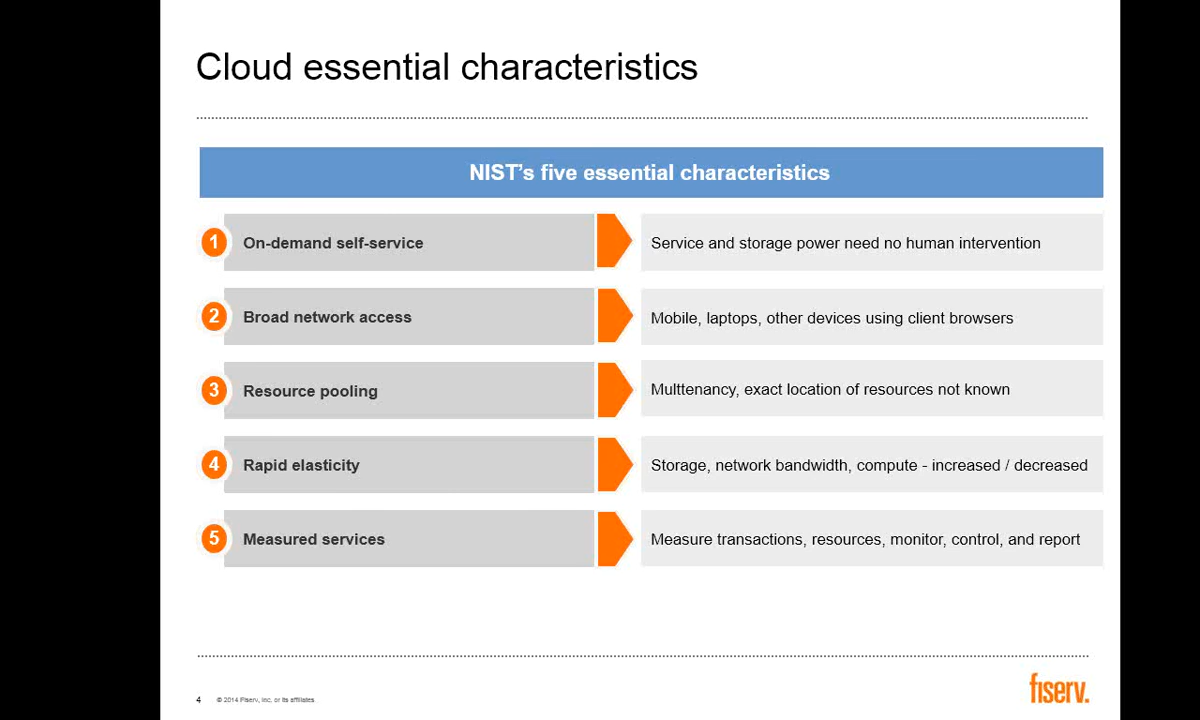 Cloud essential characteristics
NIST's five essential characteristics
1 On-demand self-service Service and storage power need no human intervention
2 Broad network access Mobile, laptops, other devices using client browsers
3 Resource pooling Multtenancy, exact location of resources not known
4 Rapid elasticity Storage, network bandwidth, compute - increased / decreased
5 Measured services Measure transactions, resources, monitor, control, and report
4 © 2014 Fiserv, Inc. or its affiliates
fiserv.